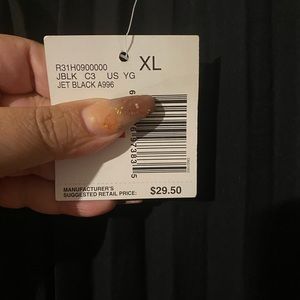 R31H0900000
JBLK C3 US YG
JET BLACK A996
XL
MANUFACTURER'S
SUGGESTED RETAIL PRICE:
$29.50